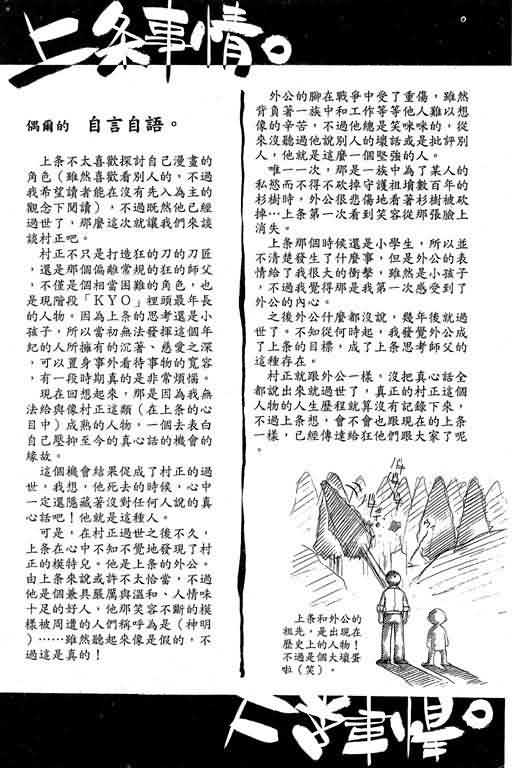 上条事情。
偶爾的 自言自語。
上条不太喜歡探討自己漫畫的
角色（雖然喜歡看別人的，不過
我希望讀者能在沒有先入為主的
觀念下閱讀），不過既然他已經
過世了，那麼這次就讓我們來談
談村正吧。
村正不只是打造狂的刀的刀匠
，還是那個偏離常規的狂的師父
，不僅是個相當困難的角色，也
是現階段「KYO」裡頭最年長
的人物。因為上条的思考還是小
孩子，所以當初無法發揮這個年
紀的人所擁有的沉著、慈愛之深
，可以置身事外看待事物的寬容
，有一段時期真的是非常煩惱。
現在回想起來，那是因為我無
法給與像村正這類（在上条的心
目中）成熟的人物，一個去表白
自己壓抑至今的真心話的機會的
緣故。
這個機會結果促成了村正的過
世，我想，他死去的時候，心中
一定還隱藏著沒對任何人說的真
心話吧！他就是這種人。
可是，在村正過世之後不久，
上条在心中不知不覺地發現了村
正的模特兒。他是上条的外公。
由上条來說或許不太恰當，不過
他是個兼具嚴厲與溫和、人情味
十足的好人，他那笑容不斷的模
樣被周遭的人們稱呼為是（神明
）……雖然聽起來像是假的，不
過這是真的！
外公的腳在戰爭中受了重傷，雖然
背負著一族中和工作等等他人難以想
像的辛苦，不過他總是笑咪咪的，從
來沒聽過他說別人的壞話或是批評別
人，他就是這麼一個堅強的人。
唯一一次，那是一族中為了某人的
私慾而不得不砍掉守護祖墳數百年的
杉樹時，外公很悲傷地看著杉樹被砍
掉…上条第一次看到笑容從那張臉上
消失。
上条那個時候還是小學生，所以並
不清楚發生了什麼事，但是外公的表
情給了我很大的衝擊，雖然是小孩子
，不過我覺得那是我第一次感受到了
外公的內心。
之後外公什麼都沒說，幾年後就過
世了。不知從何時起，我發覺外公成
了上条的目標，成了上条思考師父的
這種存在。
村正就跟外公一樣，沒把真心話全
都說出來就過世了，真正的村正這個
人物的人生歷程就算沒有記錄下來，
不過上条想，會不會也跟現在的上条
一樣，已經傳達給狂他們跟大家了呢
。
上条和外公的
祖先，是出現在
歷史上的人物！
不過是個大壞蛋
啦（笑）。
上条事情。